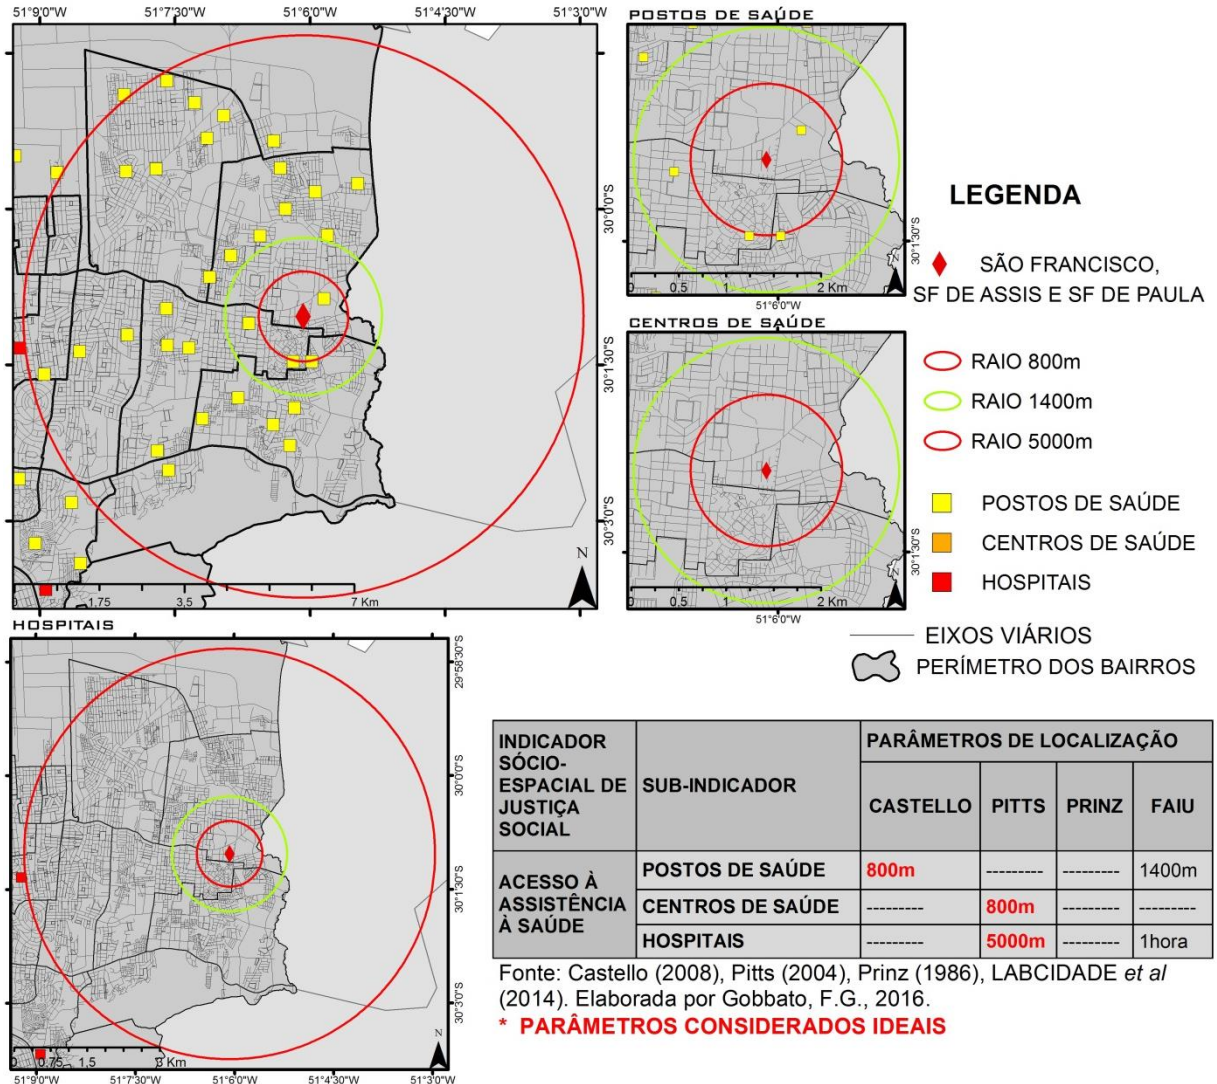 51°9'0"W 51°7'30"W 51°6'0"W 51°4'30"W 51°3'0"W
30°0'0"S
30°1'30"S
30°3'0"S
N
0 1,75 3,5 7 Km
POSTOS DE SAÚDE
30°1'30"S
N
0 0.5 1 2 Km
51°6'0"W
CENTROS DE SAÚDE
30°1'30"S
N
0 0.5 1 2 Km
51°6'0"W
LEGENDA
SÃO FRANCISCO,
SF DE ASSIS E SF DE PAULA
RAIO 800m
RAIO 1400m
RAIO 5000m
POSTOS DE SAÚDE
CENTROS DE SAÚDE
HOSPITAIS
EIXOS VIÁRIOS
PERÍMETRO DOS BAIRROS
HOSPITAIS
29°58'30"S
30°0'0"S
30°1'30"S
30°3'0"S
N
0 0.75 1,5 3 Km
51°9'0"W 51°7'30"W 51°6'0"W 51°4'30"W 51°3'0"W
INDICADOR
SÓCIO-
ESPACIAL DE
JUSTIÇA
SOCIAL
SUB-INDICADOR
PARÂMETROS DE LOCALIZAÇÃO
CASTELLO PITTS PRINZ FAIU
ACESSO À
ASSISTÊNCIA
À SAÚDE
POSTOS DE SAÚDE 800m --------- --------- 1400m
CENTROS DE SAÚDE --------- 800m --------- ---------
HOSPITAIS --------- 5000m --------- 1hora
Fonte: Castello (2008), Pitts (2004), Prinz (1986), LABCIDADE et al
(2014). Elaborada por Gobbato, F.G., 2016.
* PARÂMETROS CONSIDERADOS IDEAIS